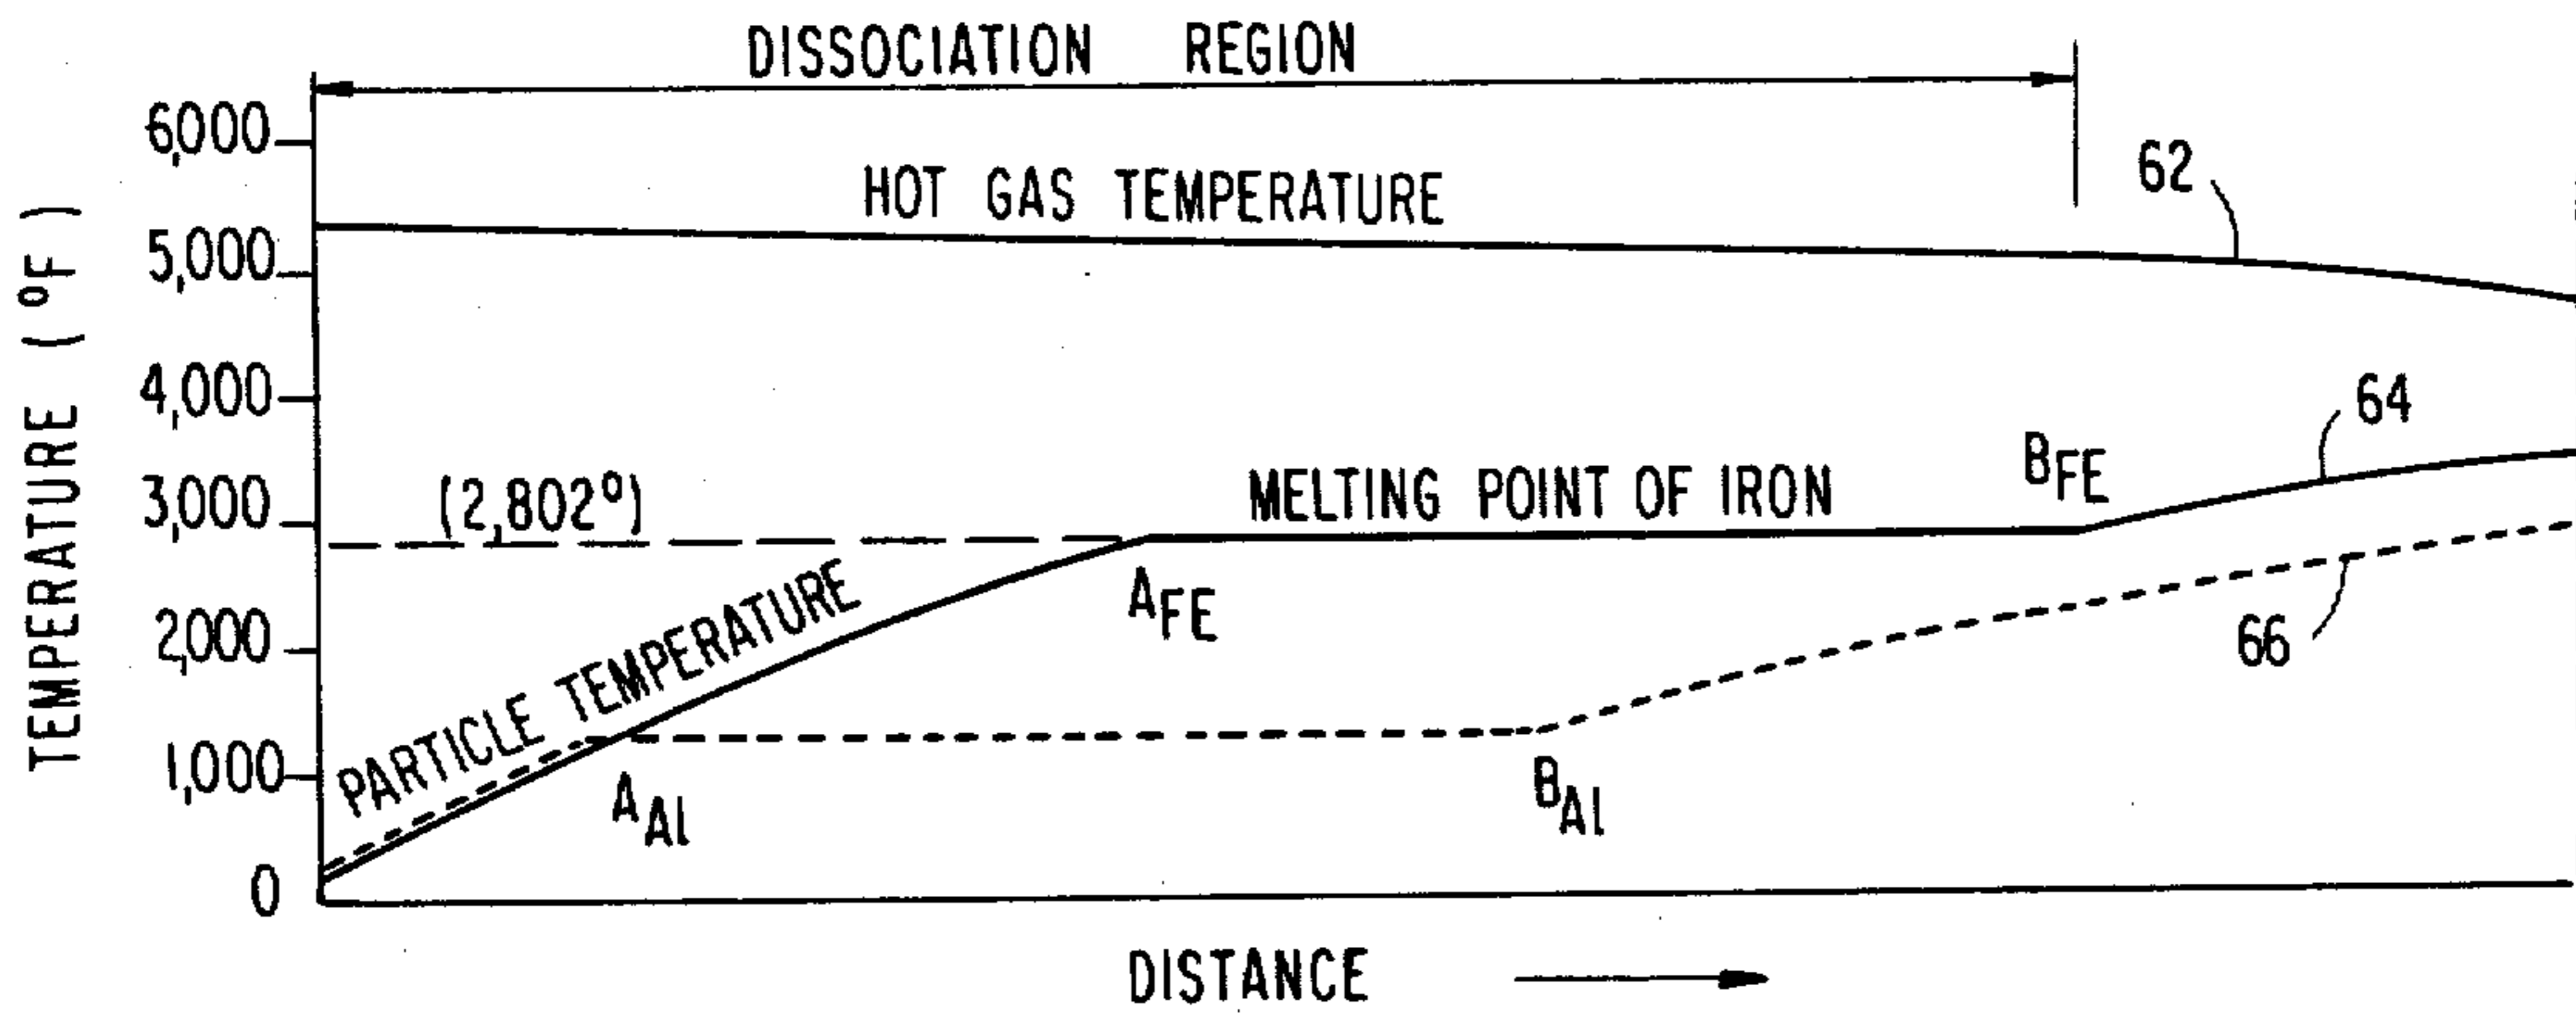 DISSOCIATION REGION
6,000
HOT GAS TEMPERATURE
62
5,000
4,000
64
3,000
(2,802°)
MELTING POINT OF IRON
BFE
AFE
2,000
PARTICLE TEMPERATURE
66
1,000
AAl
BAl
0
TEMPERATURE (°F)
DISTANCE